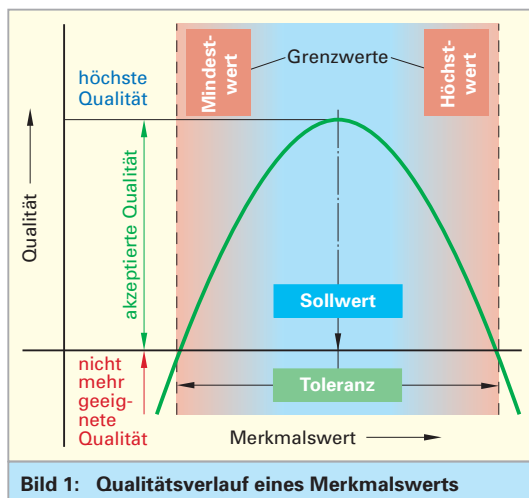 Mindest-
wert
Grenzwerte
Höchst-
wert
höchste
Qualität
Qualität
akzeptierte Qualität
Sollwert
nicht
mehr
geeig-
nete
Qualität
Toleranz
Merkmalswert
Bild 1: Qualitätsverlauf eines Merkmalswerts